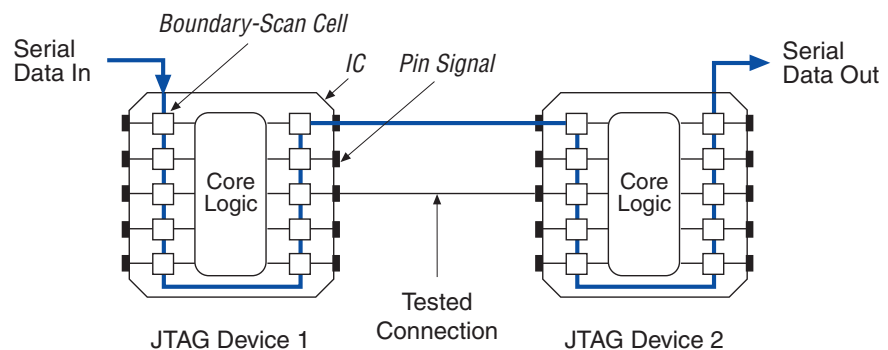 Boundary-Scan Cell
Serial
Data In
IC
Pin Signal
Serial
Data Out
Core
Logic
Core
Logic
Tested
Connection
JTAG Device 1
JTAG Device 2